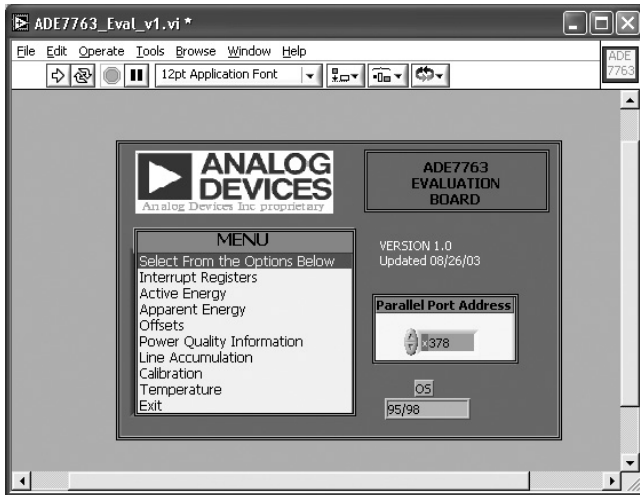 ADE7763_Eval_v1.vi *
File Edit Operate Tools Browse Window Help
12pt Application Font
ADE
7763
ANALOG
DEVICES
Analog Devices Inc proprietary
ADE7763
EVALUATION
BOARD
MENU
Select From the Options Below
Interrupt Registers
Active Energy
Apparent Energy
Offsets
Power Quality Information
Line Accumulation
Calibration
Temperature
Exit
VERSION 1.0
Updated 08/26/03
Parallel Port Address
x378
OS
95/98